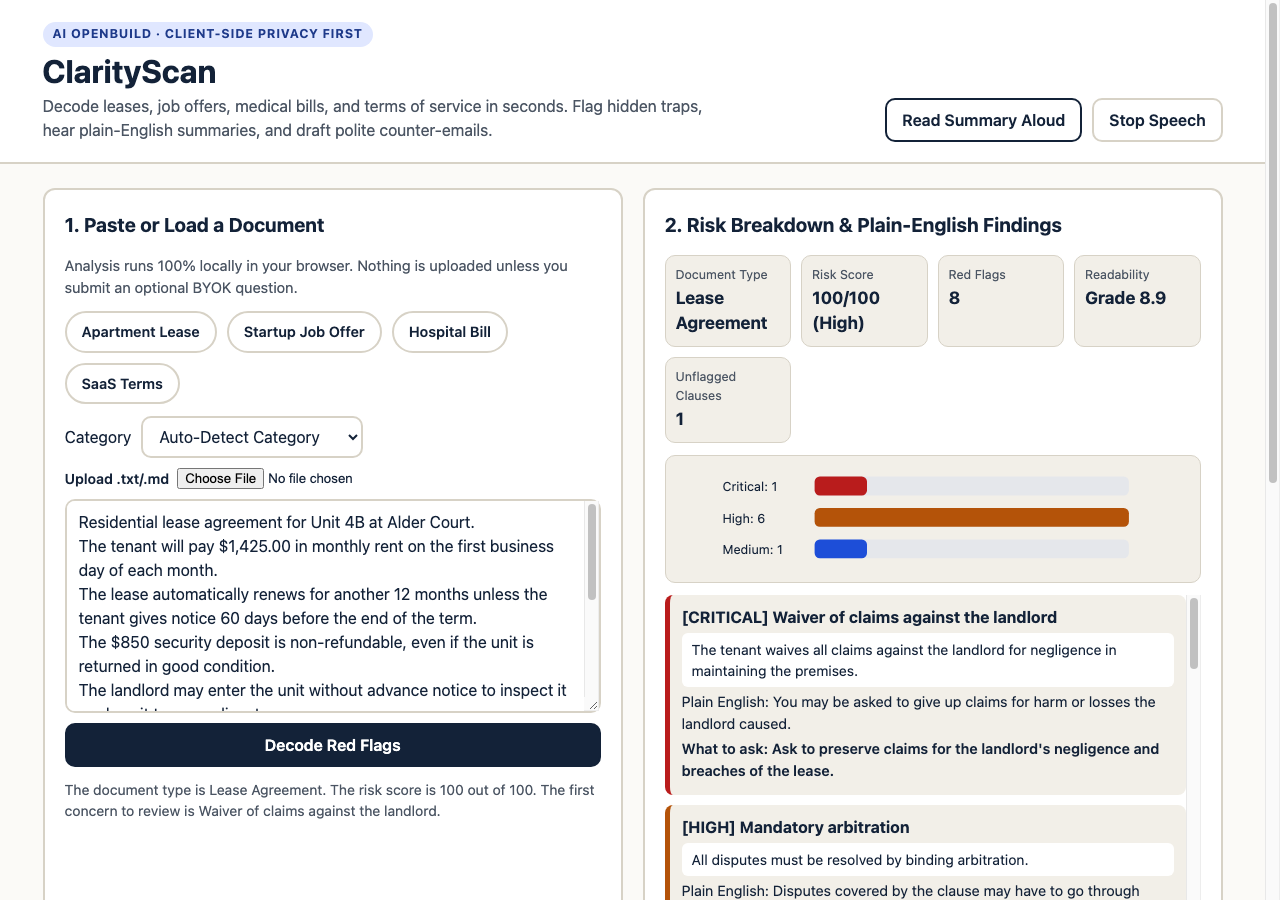 AI OPENBUILD · CLIENT-SIDE PRIVACY FIRST
ClarityScan
Decode leases, job offers, medical bills, and terms of service in seconds. Flag hidden traps,
hear plain-English summaries, and draft polite counter-emails.
Read Summary Aloud
Stop Speech
1. Paste or Load a Document
Analysis runs 100% locally in your browser. Nothing is uploaded unless you
submit an optional BYOK question.
Apartment Lease
Startup Job Offer
Hospital Bill
SaaS Terms
Category
Auto-Detect Category
Upload .txt/.md
Choose File
No file chosen
Residential lease agreement for Unit 4B at Alder Court.
The tenant will pay $1,425.00 in monthly rent on the first business
day of each month.
The lease automatically renews for another 12 months unless the
tenant gives notice 60 days before the end of the term.
The $850 security deposit is non-refundable, even if the unit is
returned in good condition.
The landlord may enter the unit without advance notice to inspect it
Decode Red Flags
The document type is Lease Agreement. The risk score is 100 out of 100. The first
concern to review is Waiver of claims against the landlord.
2. Risk Breakdown & Plain-English Findings
Document Type
Lease
Agreement
Risk Score
100/100
(High)
Red Flags
8
Readability
Grade 8.9
Unflagged
Clauses
1
Critical: 1
High: 6
Medium: 1
[CRITICAL] Waiver of claims against the landlord
The tenant waives all claims against the landlord for negligence in
maintaining the premises.
Plain English: You may be asked to give up claims for harm or losses the
landlord caused.
What to ask: Ask to preserve claims for the landlord's negligence and
breaches of the lease.
[HIGH] Mandatory arbitration
All disputes must be resolved by binding arbitration.
Plain English: Disputes covered by the clause may have to go through